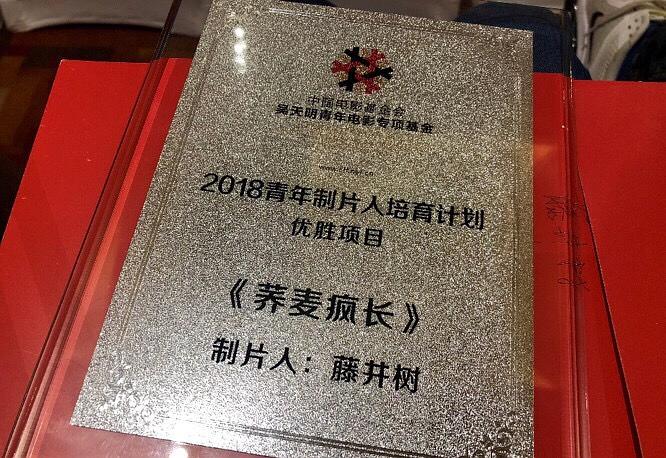 中国电影基金会
吴天明青年电影专项基金
2018青年制片人培育计划
优胜项目
《荞麦疯长》
制片人：藤井树